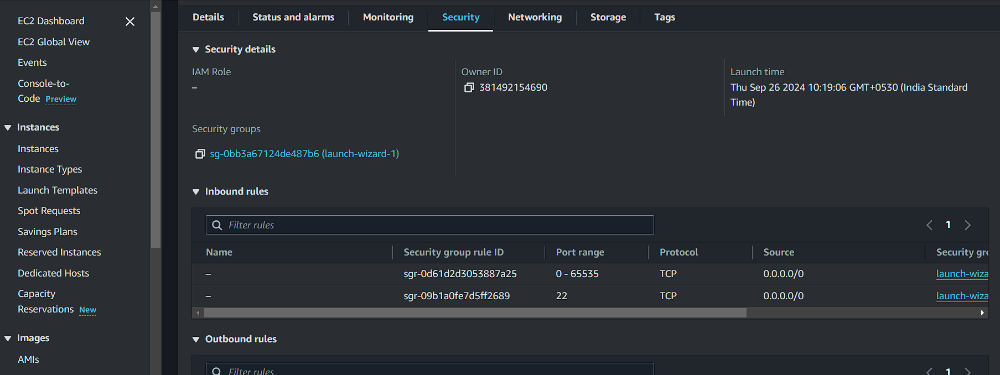 EC2 Dashboard
EC2 Global View
Events
Console-to-
Code Preview
Instances
Instances
Instance Types
Launch Templates
Spot Requests
Savings Plans
Reserved Instances
Dedicated Hosts
Capacity
Reservations New
Images
AMIs
Details Status and alarms Monitoring Security Networking Storage Tags
Security details
IAM Role
–
Owner ID
381492154690
Launch time
Thu Sep 26 2024 10:19:06 GMT+0530 (India Standard
Time)
Security groups
sg-0bb3a67124de487b6 (launch-wizard-1)
Inbound rules
Filter rules 1
Name Security group rule ID Port range Protocol Source Security gro
– sgr-0d61d2d3053887a25 0 - 65535 TCP 0.0.0.0/0 launch-wiza
– sgr-09b1a0fe7d5ff2689 22 TCP 0.0.0.0/0 launch-wiza
Outbound rules
Filter rules 1